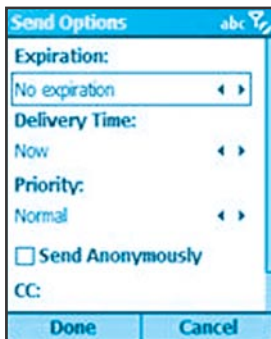 Send Options abc
Expiration:
No expiration
Delivery Time:
Now
Priority:
Normal
Send Anonymously
CC:
Done Cancel